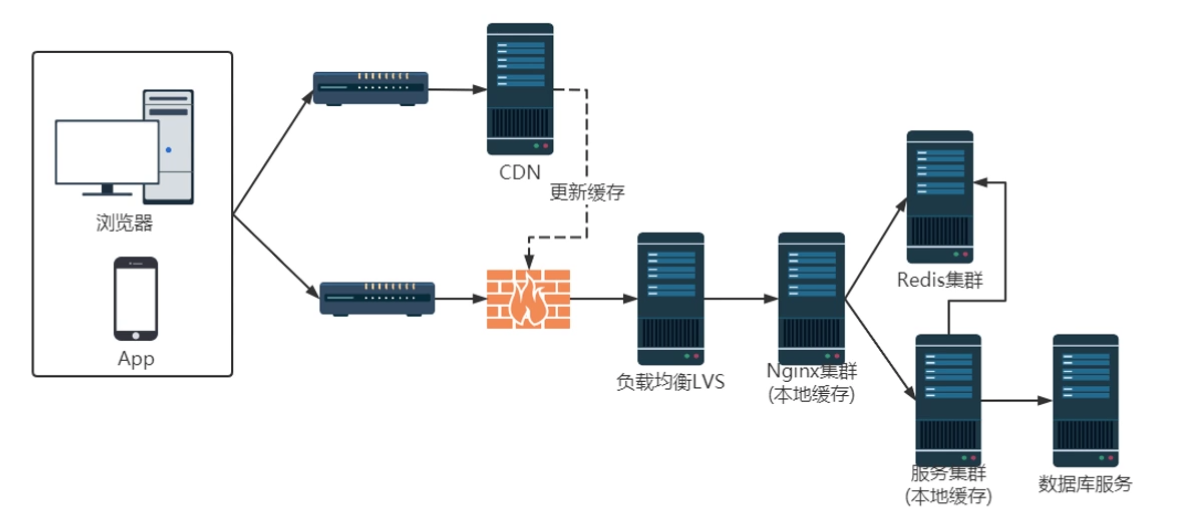 CDN
更新缓存
浏览器
App
负载均衡LVS
Nginx集群
(本地缓存)
Redis集群
服务集群
(本地缓存)
数据库服务